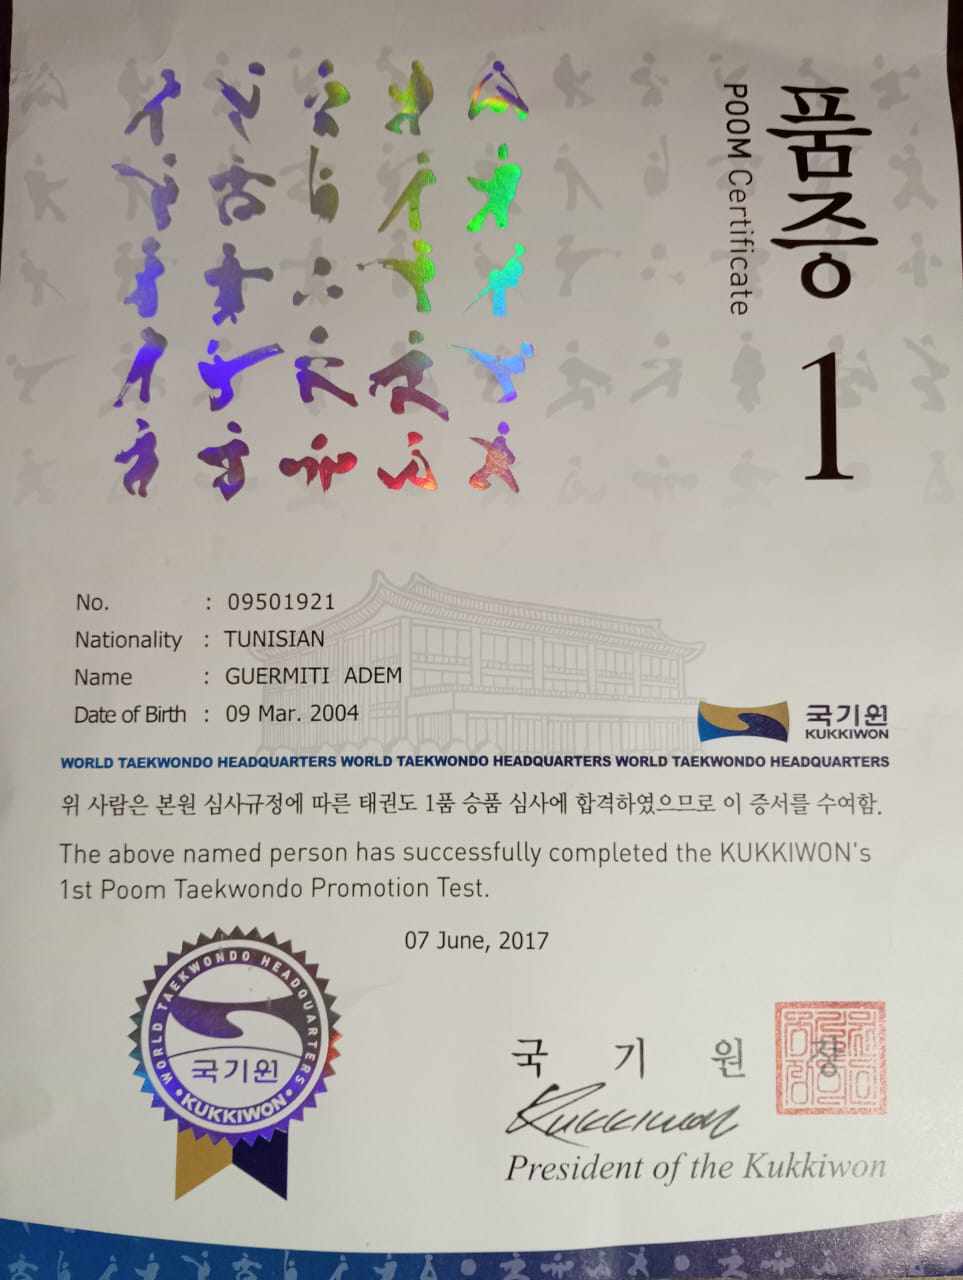 품증
POOM Certificate
1
No. : 09501921
Nationality : TUNISIAN
Name : GUERMITI ADEM
Date of Birth : 09 Mar. 2004
국기원
KUKKIWON
WORLD TAEKWONDO HEADQUARTERS WORLD TAEKWONDO HEADQUARTERS WORLD TAEKWONDO HEADQUARTERS
위 사람은 본원 심사규정에 따른 태권도 1품 승품 심사에 합격하였으므로 이 증서를 수여함.
The above named person has successfully completed the KUKKIWON's
1st Poom Taekwondo Promotion Test.
07 June, 2017
WORLD TAEKWONDO HEADQUARTERS
국기원
KUKKIWON
국 기 원 장
Kukkiwon
President of the Kukkiwon